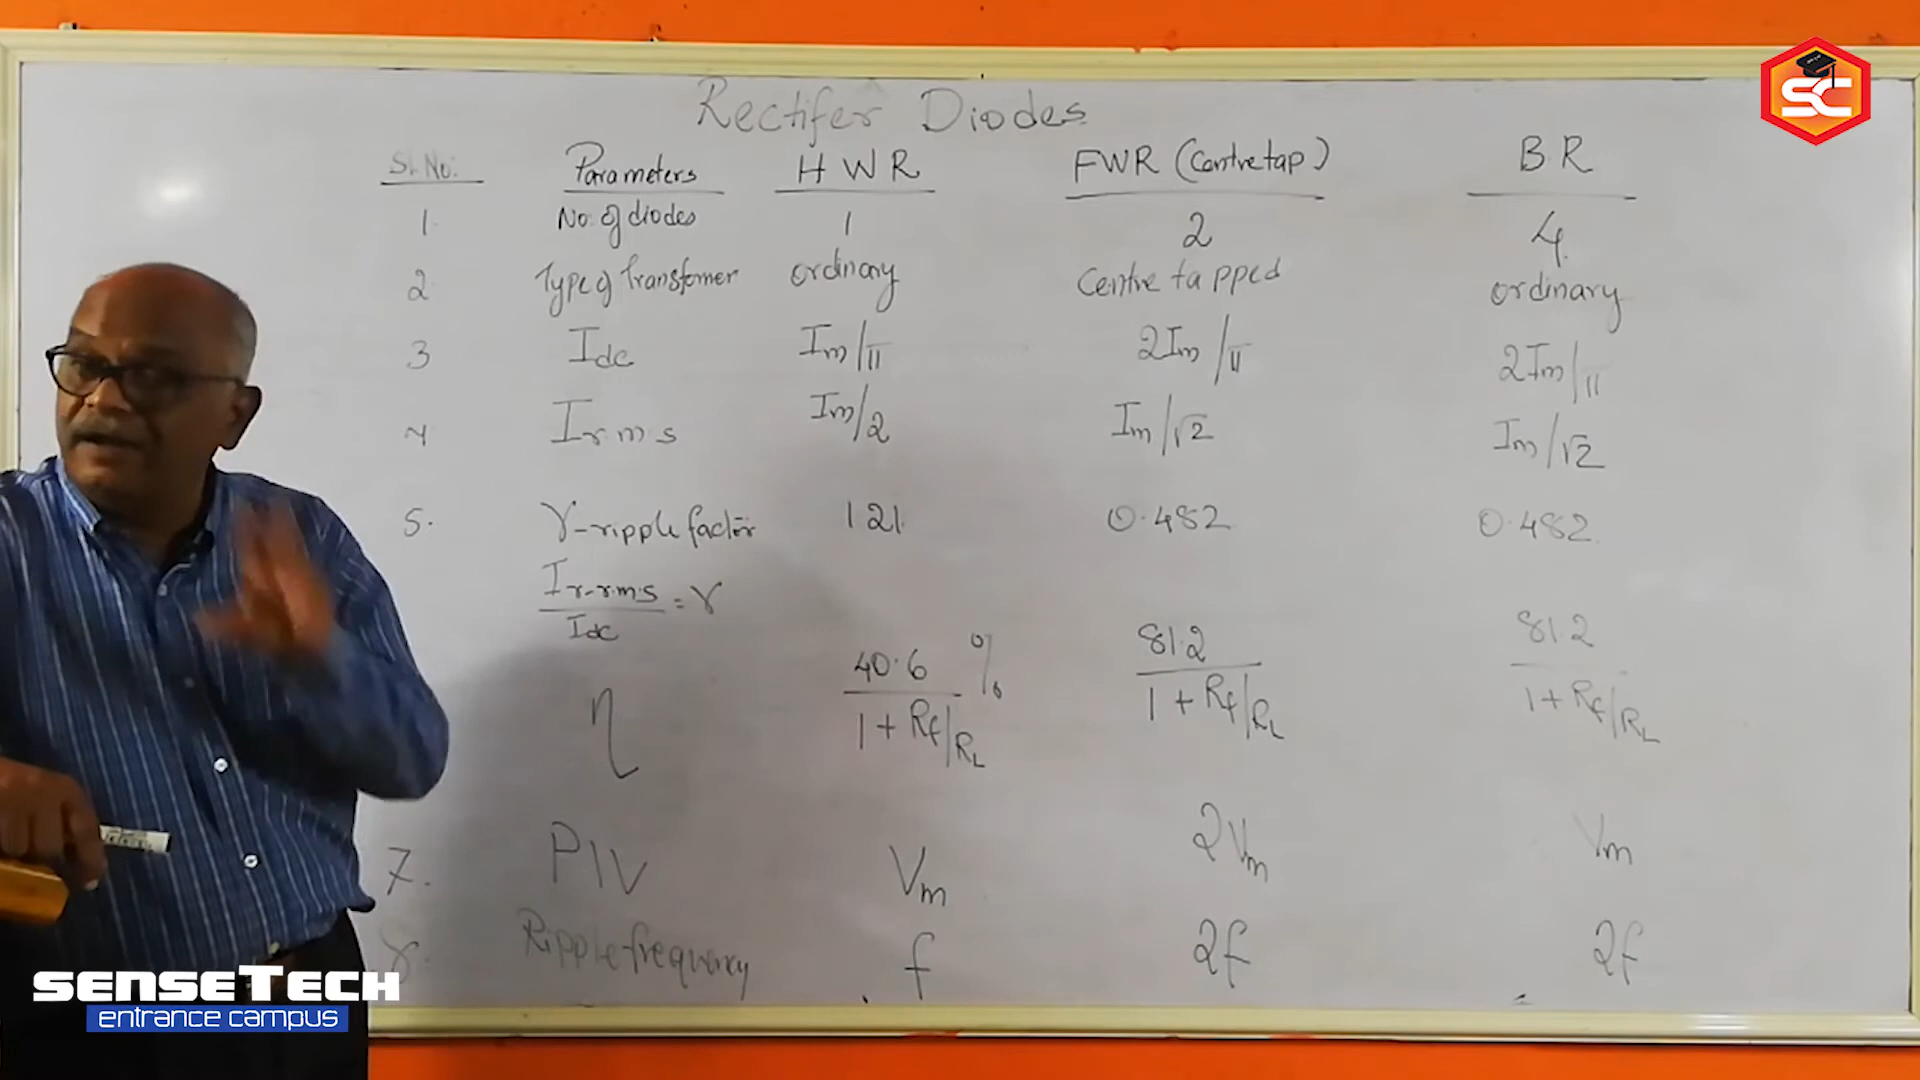 Rectifer Diodes
Sl. No. Parameters HWR FWR (Centretap) BR
1. No. of diodes 1 2 4
2. Type of Transformer ordinary Centre tapped ordinary
3 Idc Im/π 2Im/π 2Im/π
4 Irms Im/2 Im/√2 Im/√2
5. γ-ripple factor 1 21 0.482 0.482
Ir-rms/Idc = γ
η 40.6/1+Rf/RL % 81.2/1+Rf/RL 81.2/1+Rf/RL
7. PIV Vm 2Vm Vm
8. Ripple frequency f 2f 2f
SC
SENSETECH
entrance campus